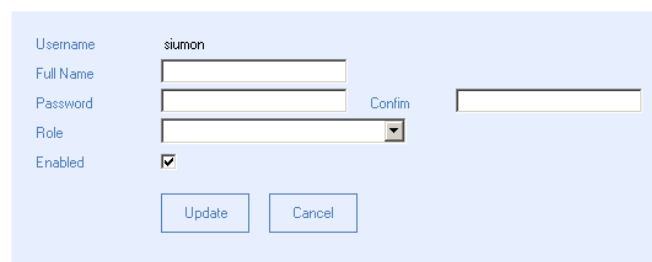 Username siumon
Full Name
Password Confim
Role
Enabled
Update Cancel